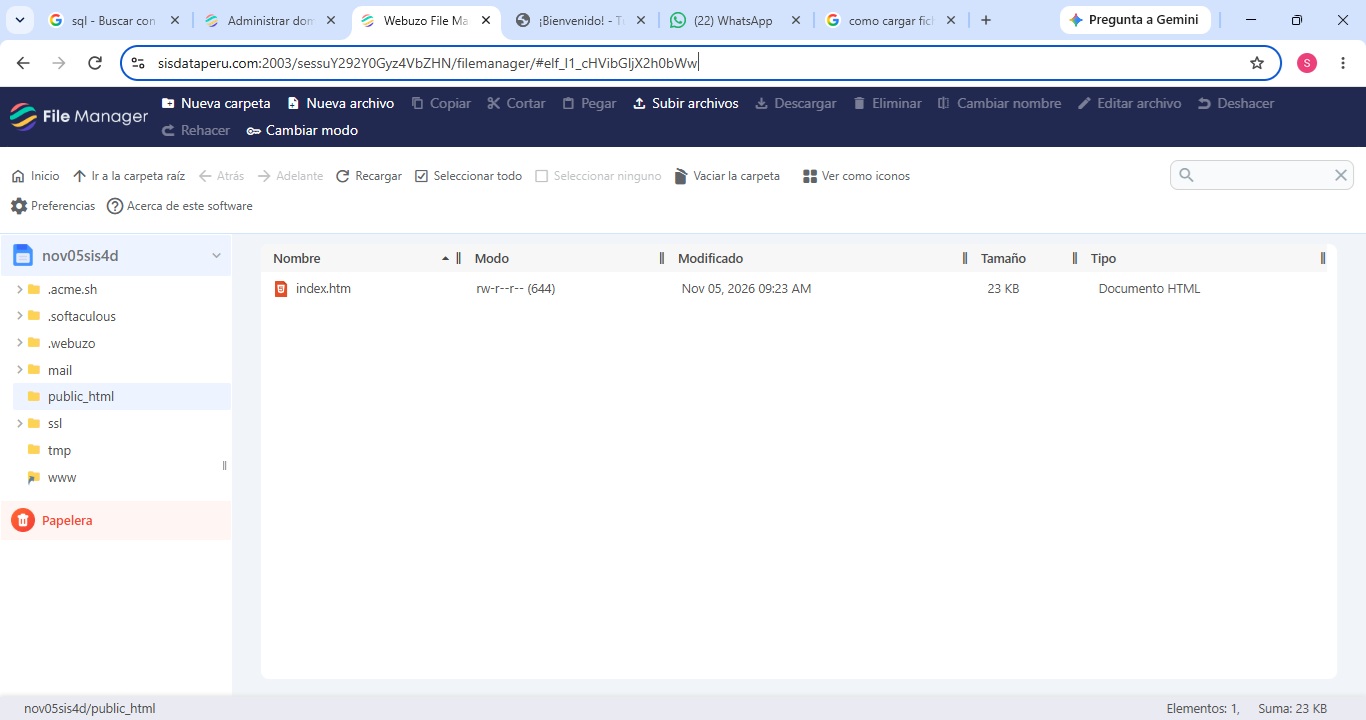 sql - Buscar con
Administrar dom
Webuzo File Ma
¡Bienvenido! - Tu
(22) WhatsApp
como cargar fich
Pregunta a Gemini
sisdataperu.com:2003/sessuY292Y0Gyz4VbZHN/filemanager/#elf_l1_cHVibGljX2h0bWw
S
File Manager
Nueva carpeta
Nueva archivo
Copiar
Cortar
Pegar
Subir archivos
Descargar
Eliminar
Cambiar nombre
Editar archivo
Deshacer
Rehacer
Cambiar modo
Inicio
Ir a la carpeta raíz
Atrás
Adelante
Recargar
Seleccionar todo
Seleccionar ninguno
Vaciar la carpeta
Ver como iconos
Preferencias
Acerca de este software
nov05sis4d
.acme.sh
.softaculous
.webuzo
mail
public_html
ssl
tmp
www
Papelera
Nombre
Modo
Modificado
Tamaño
Tipo
index.htm
rw-r--r-- (644)
Nov 05, 2026 09:23 AM
23 KB
Documento HTML
nov05sis4d/public_html
Elementos: 1,
Suma: 23 KB